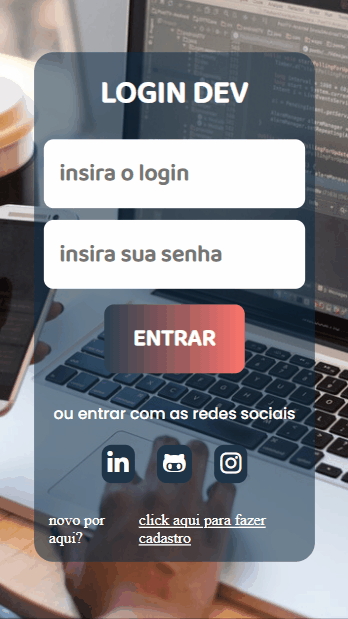 LOGIN DEV
insira o login
insira sua senha
ENTRAR
ou entrar com as redes sociais
in
novo por aqui?
click aqui para fazer cadastro